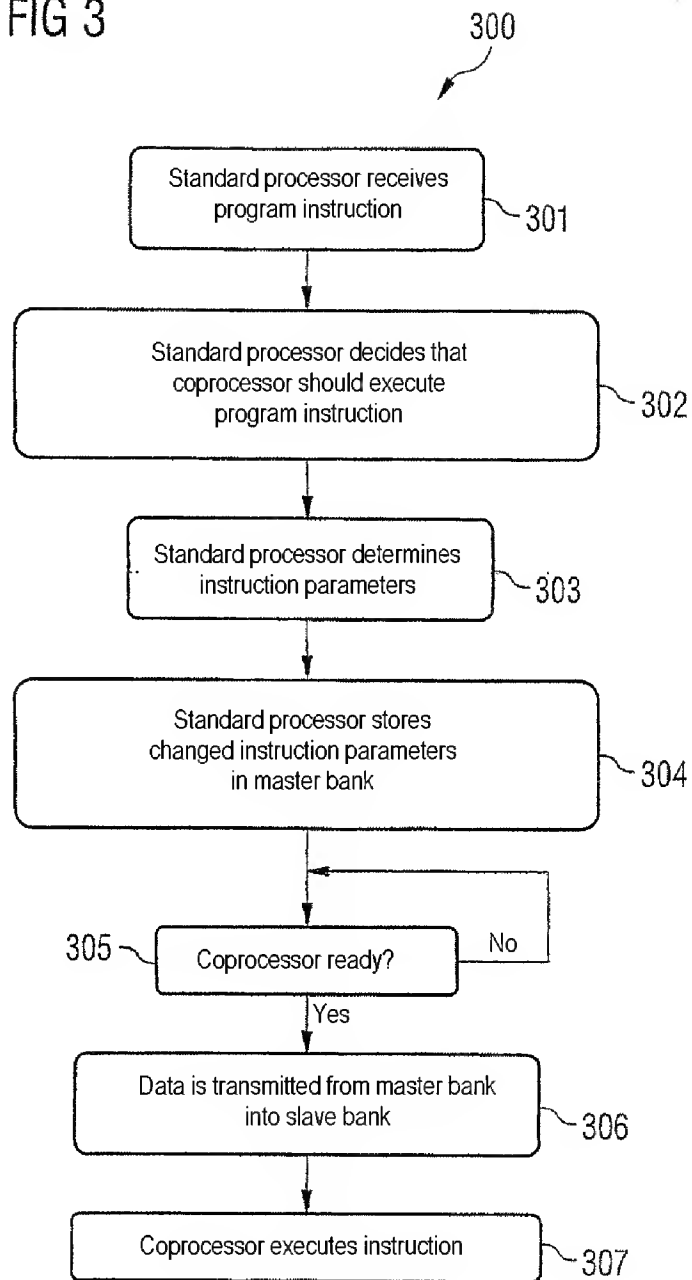 FIG 3
300
Standard processor receives
program instruction
301
Standard processor decides that
coprocessor should execute
program instruction
302
Standard processor determines
instruction parameters
303
Standard processor stores
changed instruction parameters
in master bank
304
305
Coprocessor ready?
No
Yes
Data is transmitted from master bank
into slave bank
306
Coprocessor executes instruction
307